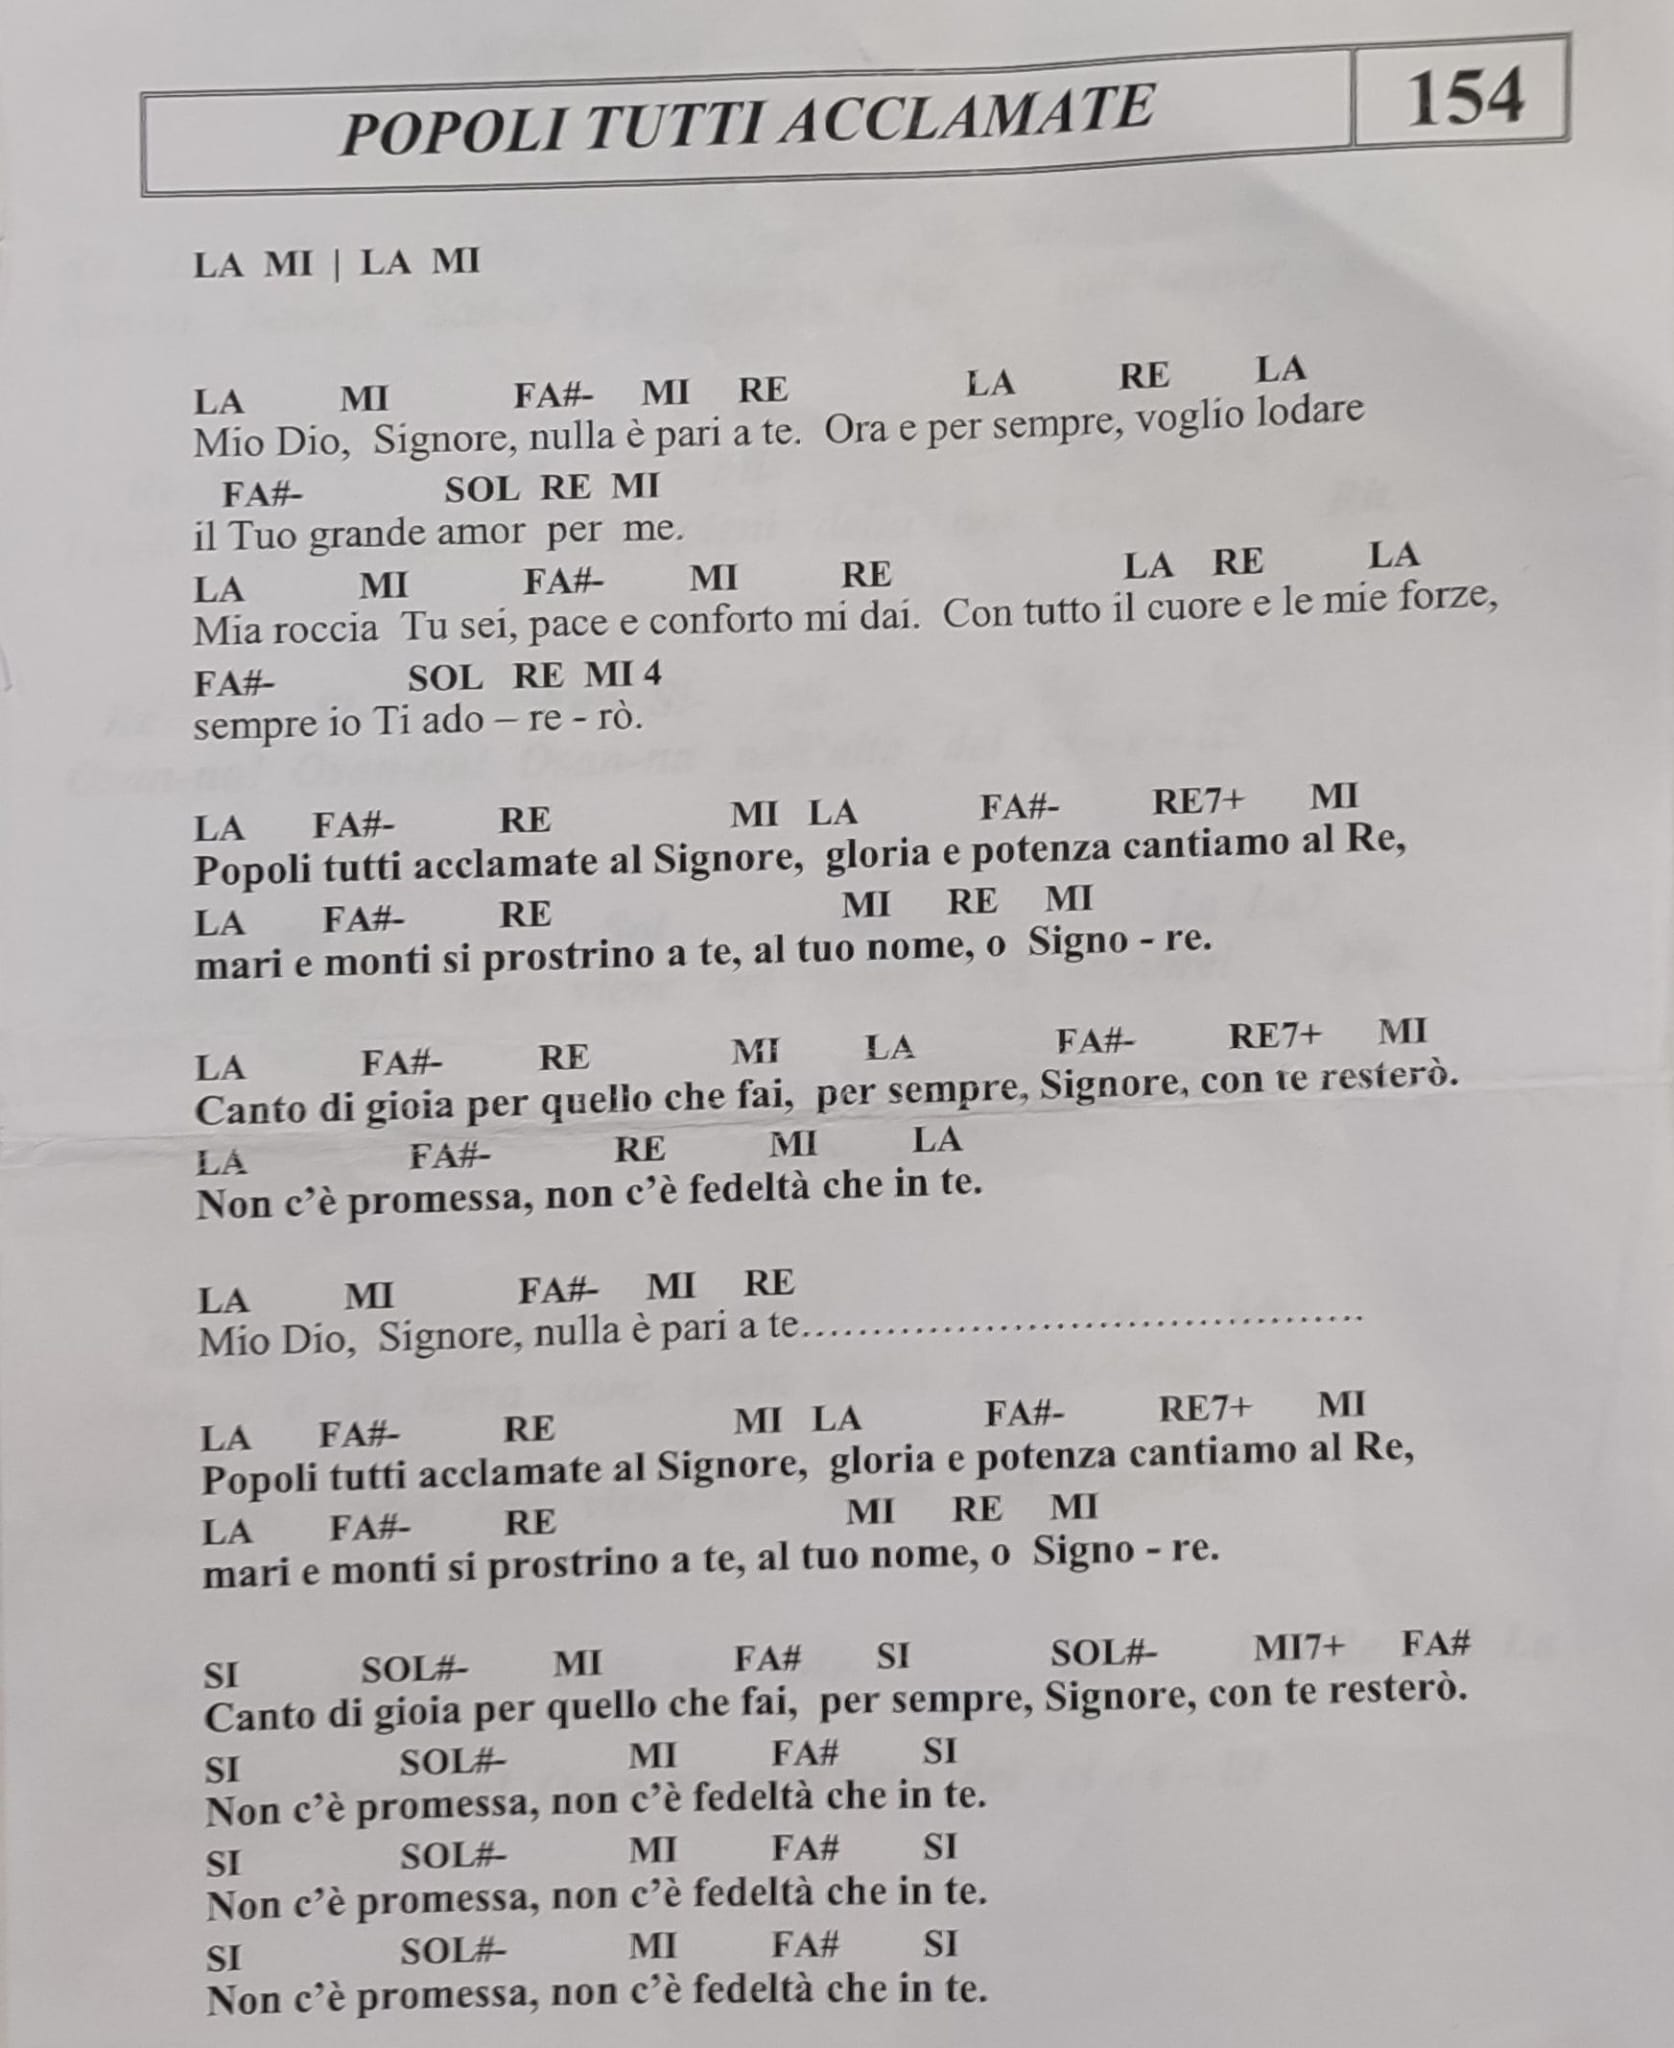 POPOLI TUTTI ACCLAMATE 154
LA MI | LA MI
LA MI FA#- MI RE LA RE LA
Mio Dio, Signore, nulla è pari a te. Ora e per sempre, voglio lodare
FA#- SOL RE MI
il Tuo grande amor per me.
LA MI FA#- MI RE LA RE LA
Mia roccia Tu sei, pace e conforto mi dai. Con tutto il cuore e le mie forze,
FA#- SOL RE MI 4
sempre io Ti ado – re - rò.
LA FA#- RE MI LA FA#- RE7+ MI
Popoli tutti acclamate al Signore, gloria e potenza cantiamo al Re,
LA FA#- RE MI RE MI
mari e monti si prostrino a te, al tuo nome, o Signo - re.
LA FA#- RE MI LA FA#- RE7+ MI
Canto di gioia per quello che fai, per sempre, Signore, con te resterò.
LA FA#- RE MI LA
Non c’è promessa, non c’è fedeltà che in te.
LA MI FA#- MI RE
Mio Dio, Signore, nulla è pari a te..........................................
LA FA#- RE MI LA FA#- RE7+ MI
Popoli tutti acclamate al Signore, gloria e potenza cantiamo al Re,
LA FA#- RE MI RE MI
mari e monti si prostrino a te, al tuo nome, o Signo - re.
SI SOL#- MI FA# SI SOL#- MI7+ FA#
Canto di gioia per quello che fai, per sempre, Signore, con te resterò.
SI SOL#- MI FA# SI
Non c’è promessa, non c’è fedeltà che in te.
SI SOL#- MI FA# SI
Non c’è promessa, non c’è fedeltà che in te.
SI SOL#- MI FA# SI
Non c’è promessa, non c’è fedeltà che in te.